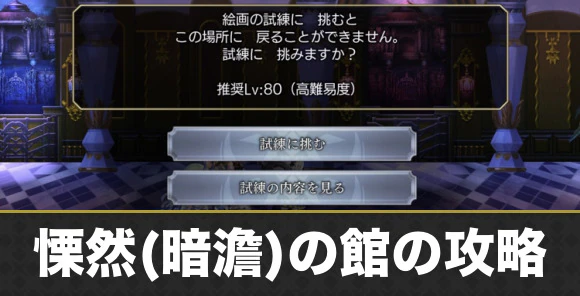 絵画の試練に 挑むと
この場所に 戻ることができません。
試練に 挑みますか？
推奨Lv:80（高難易度）
試練に挑む
試練の内容を見る
慄然(暗澹)の館の攻略